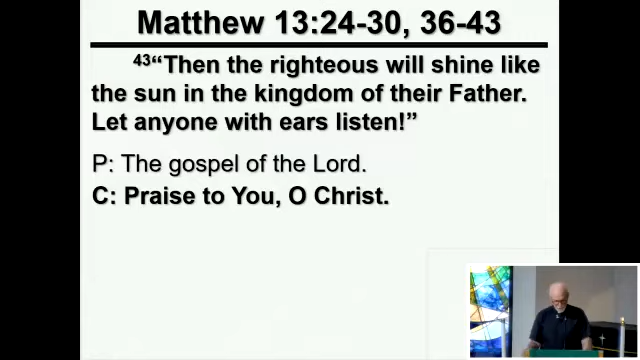 Matthew 13:24-30, 36-43
43“Then the righteous will shine like
the sun in the kingdom of their Father.
Let anyone with ears listen!”
P: The gospel of the Lord.
C: Praise to You, O Christ.